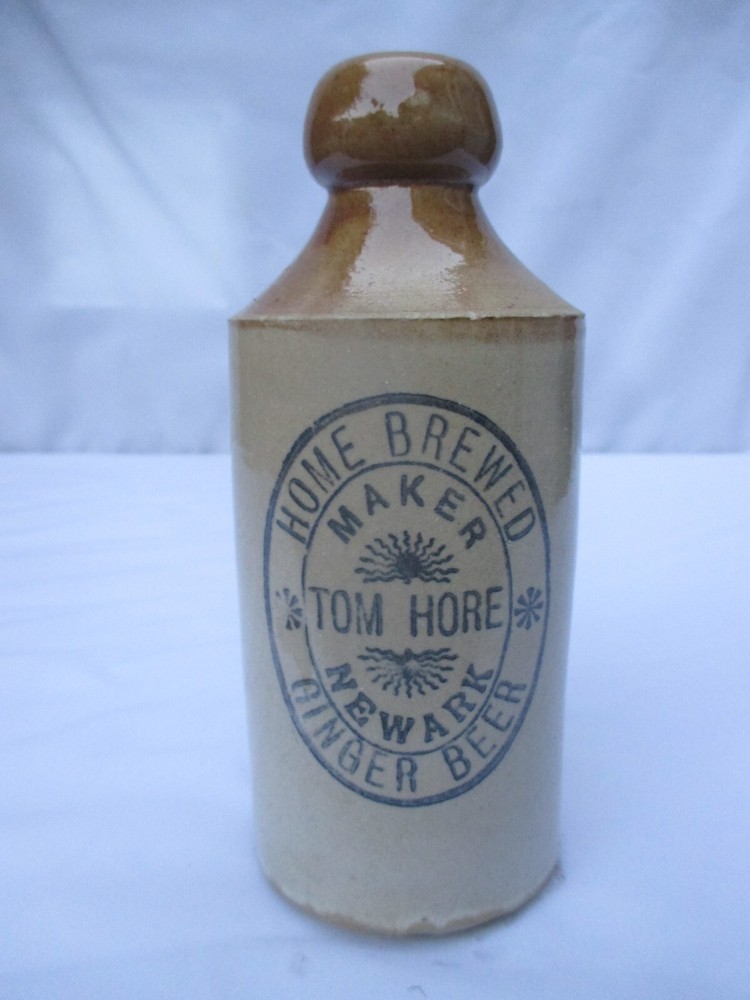 HOME BREWED
MAKER
TOM HORE
NEWARK
GINGER BEER